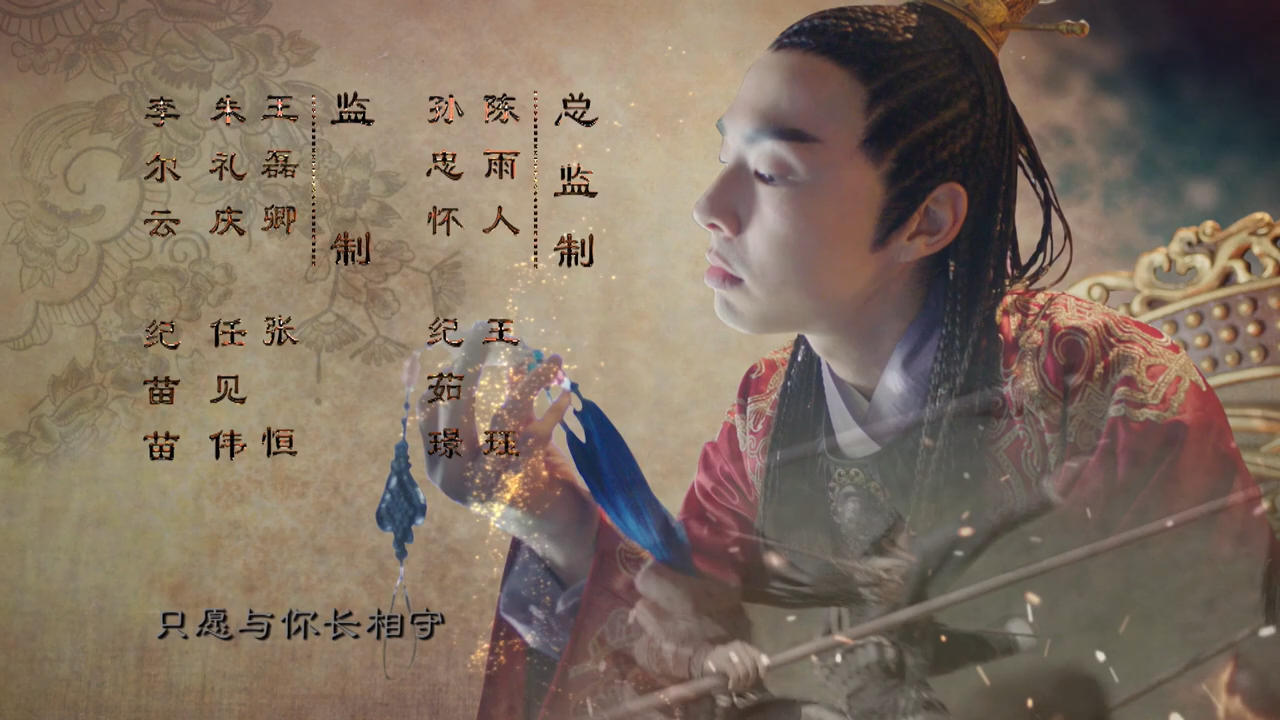 总监制
陈雨人
王珏
孙忠怀
纪茹璟
监制
王磊卿
张恒
朱礼庆
任见伟
李尔云
纪苗苗
只愿与你长相守